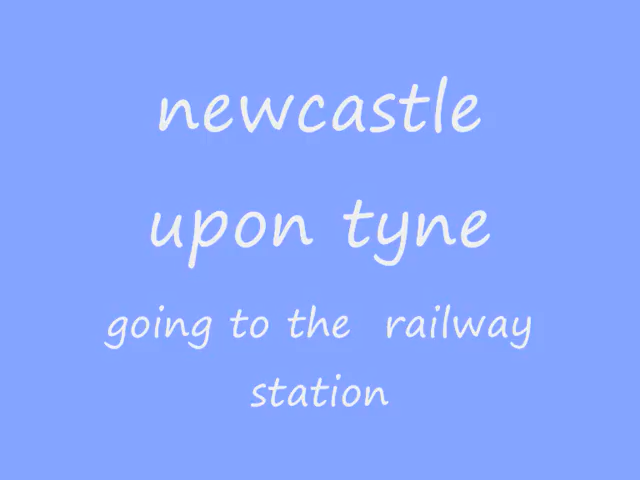 newcastle
upon tyne
going to the  railway
station